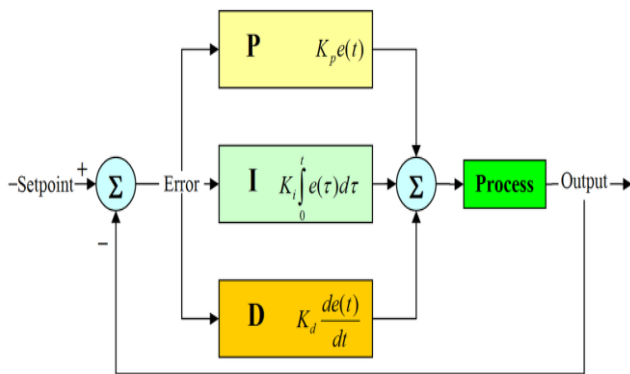 P K_p e(t)
–Setpoint + Σ Error I K_i ∫_0^t e(τ)dτ Σ Process Output
−
D K_d de(t)/dt